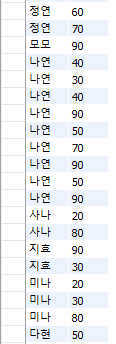 정연 60
정연 70
모모 90
나연 40
나연 30
나연 40
나연 90
나연 50
나연 70
나연 90
나연 50
나연 90
사나 20
사나 80
지효 90
지효 30
미나 20
미나 30
미나 80
다현 50